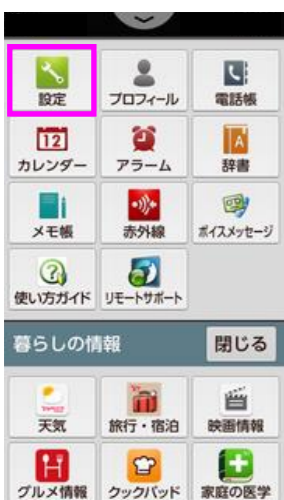 設定 プロフィール 電話帳
12
カレンダー アラーム 辞書
A
メモ帳 赤外線 ボイスメッセージ
使い方ガイド リモートサポート
暮らしの情報 閉じる
天気 旅行・宿泊 映画情報
グルメ情報 クックパッド 家庭の医学